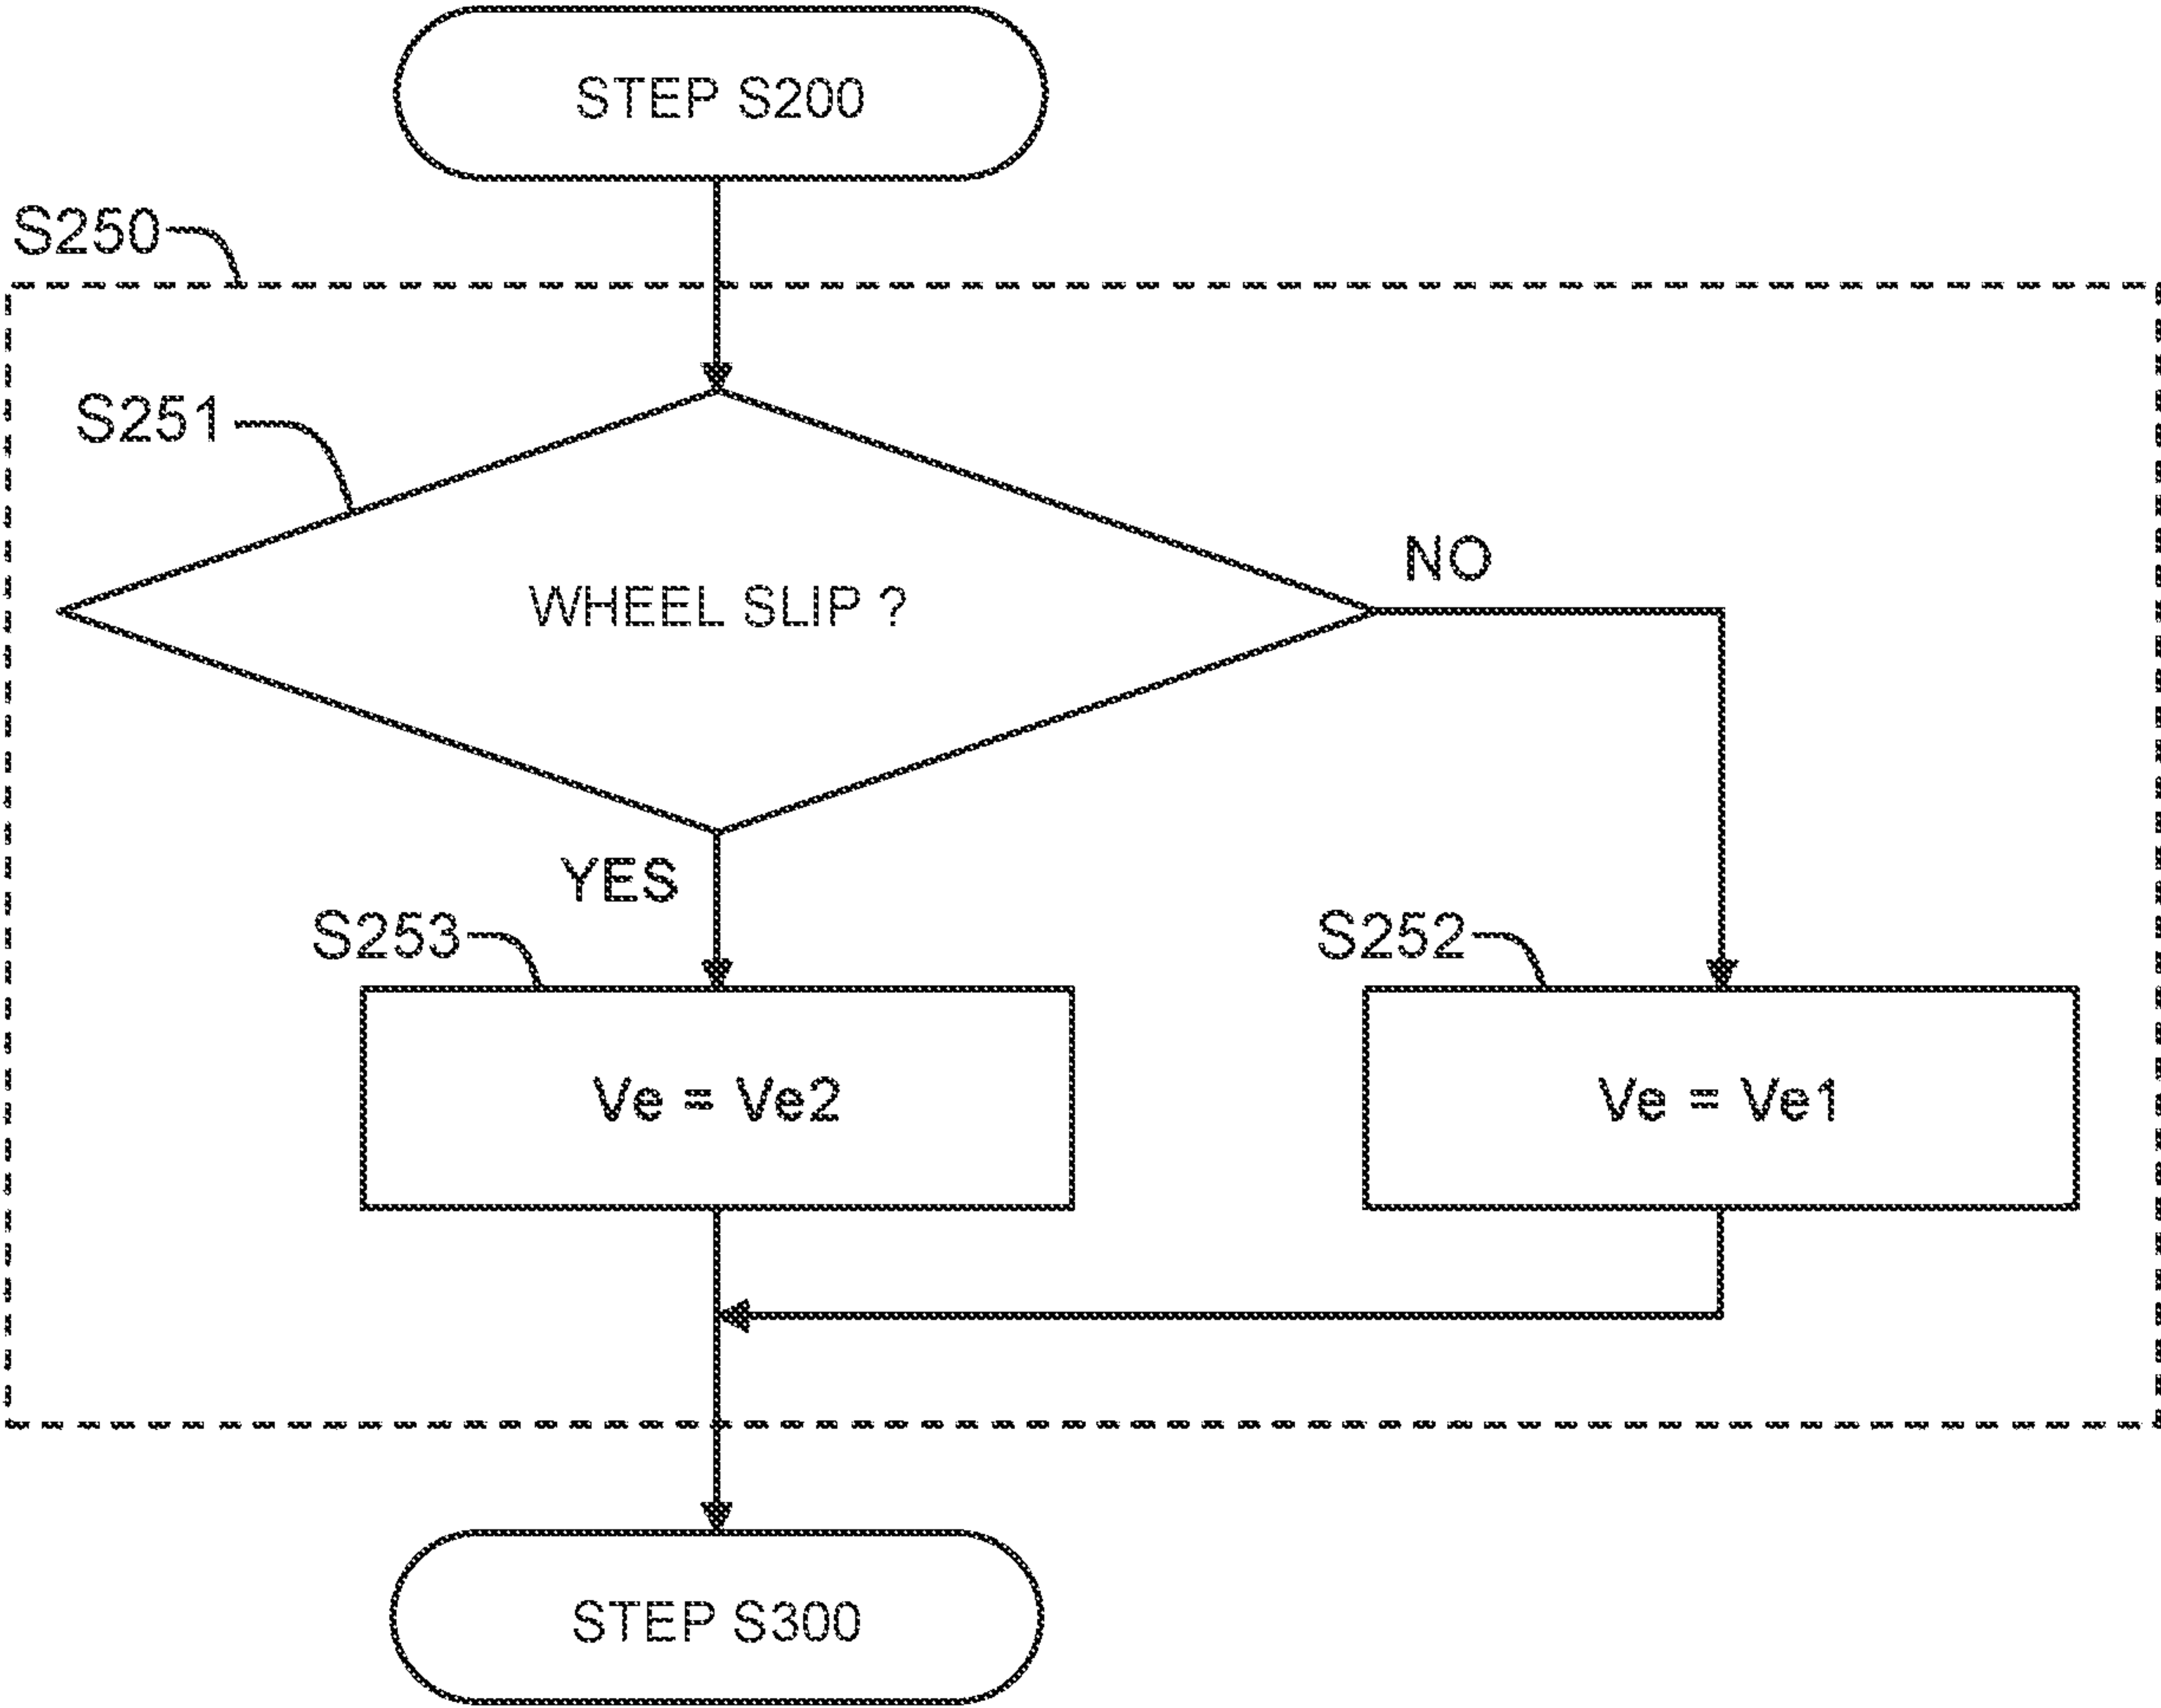 STEP S200
S250
S251
WHEEL SLIP ?
NO
YES
S253
S252
Ve = Ve2
Ve = Ve1
STEP S300